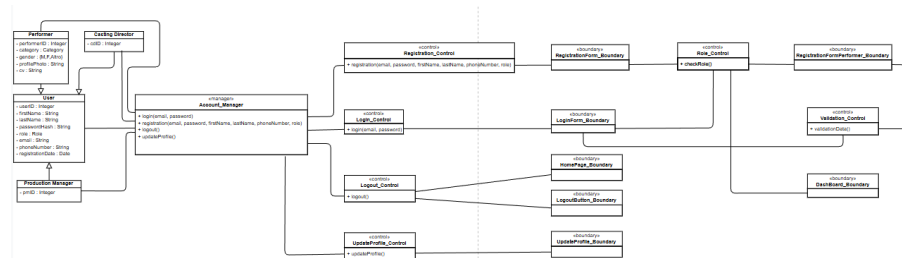 Performer
- performerID : Integer
- category : Category
- gender : {M,F,Altro}
- profilePhoto : String
- cv : String
Casting Director
- cdID : Integer
User
- userID : Integer
- firstName : String
- lastName : String
- passwordHash : String
- role : Role
- email : String
- phoneNumber : String
- registrationDate : Date
Production Manager
- pmID : Integer
«manager»
Account_Manager
+ login(email, password)
+ registration(email, password, firstName, lastName, phoneNumber, role)
+ logout()
+ updateProfile()
«control»
Registration_Control
+ registration(email, password, firstName, lastName, phoneNumber, role)
«control»
Login_Control
+ login(email, password)
«control»
Logout_Control
+ logout()
«control»
UpdateProfile_Control
+ updateProfile()
«boundary»
RegistrationForm_Boundary
«boundary»
LoginForm_Boundary
«boundary»
HomePage_Boundary
«boundary»
LogoutButton_Boundary
«boundary»
UpdateProfile_Boundary
«control»
Role_Control
+ checkRole()
«boundary»
RegistrationFormPerformer_Boundary
«control»
Validation_Control
+ validationData()
«boundary»
DashBoard_Boundary